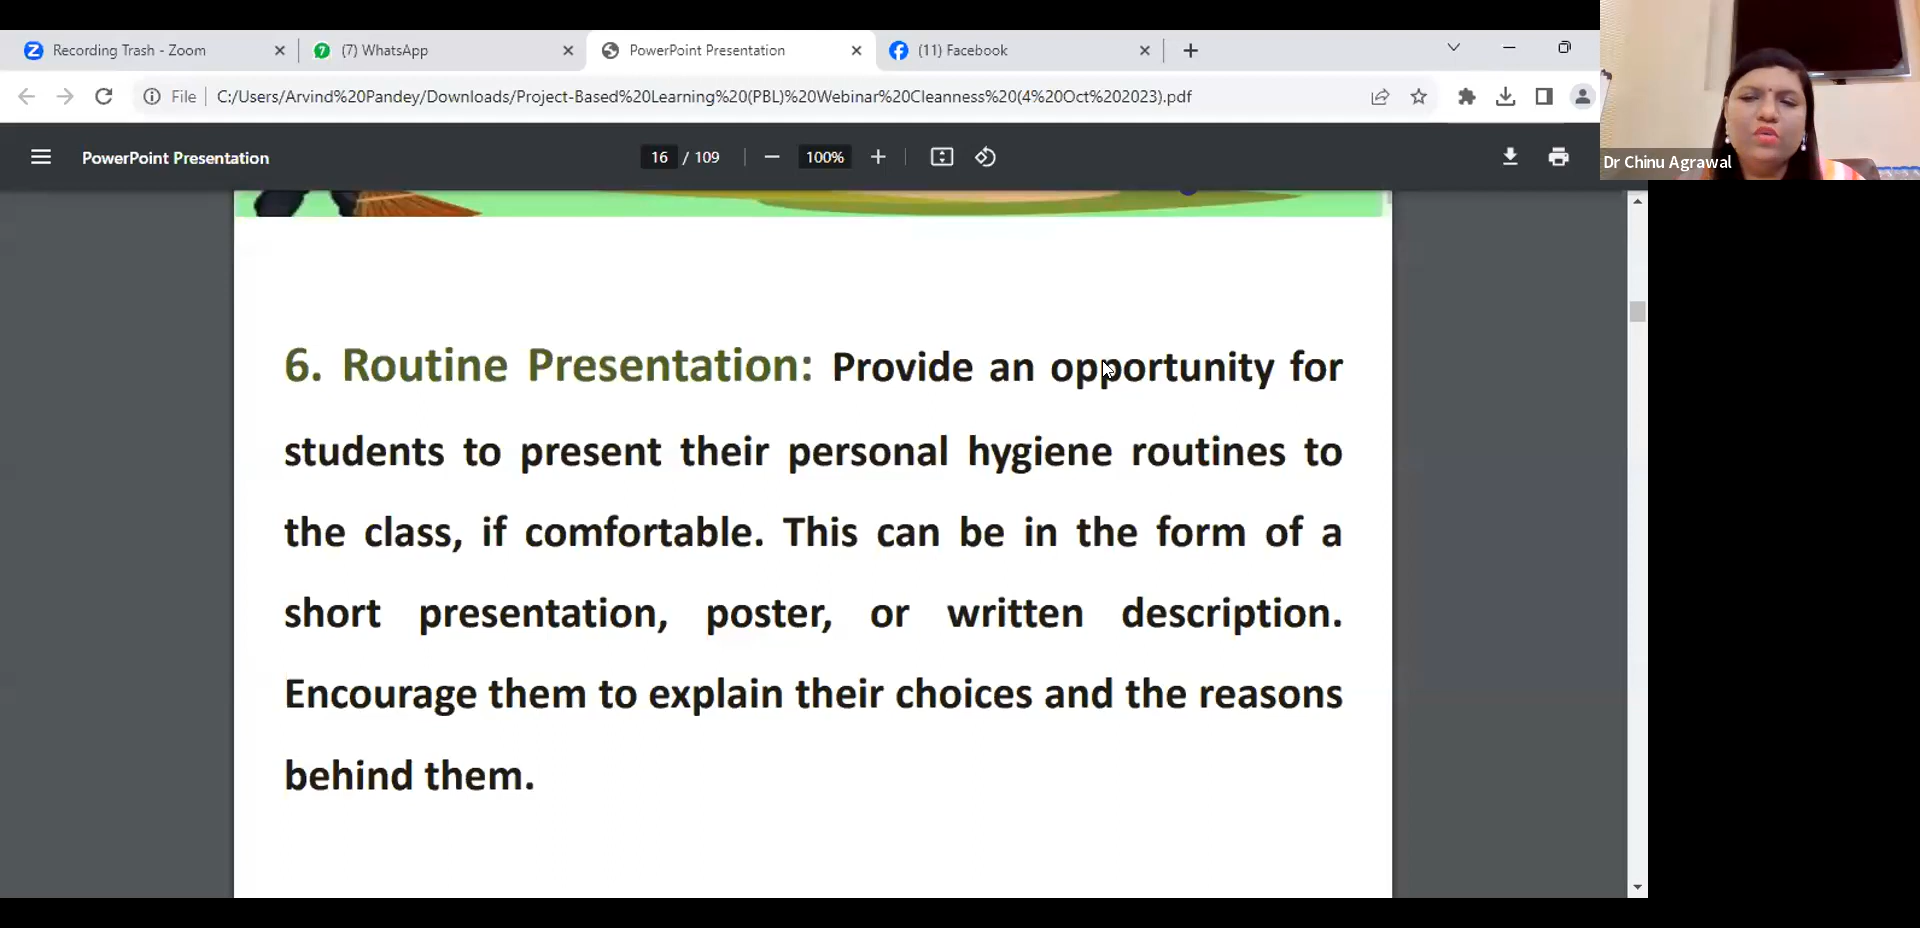 Recording Trash - Zoom
(7) WhatsApp
PowerPoint Presentation
(11) Facebook
File
C:/Users/Arvind%20Pandey/Downloads/Project-Based%20Learning%20(PBL)%20Webinar%20Cleanness%20(4%20Oct%202023).pdf
PowerPoint Presentation
16 / 109
100%
Dr Chinu Agrawal
6. Routine Presentation: Provide an opportunity for
students to present their personal hygiene routines to
the class, if comfortable. This can be in the form of a
short presentation, poster, or written description.
Encourage them to explain their choices and the reasons
behind them.